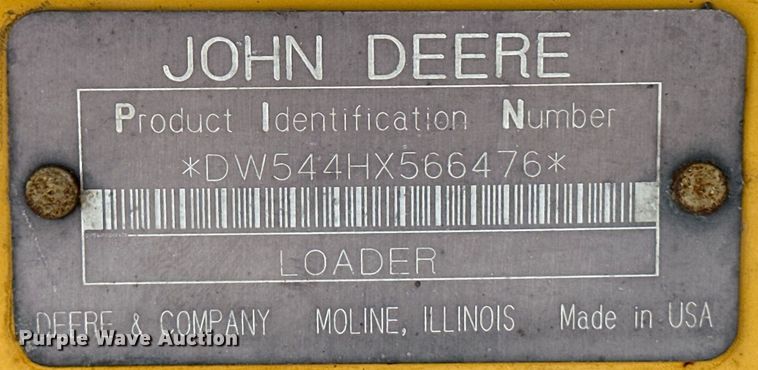 JOHN DEERE
Product Identification Number
*DW544HX566476*
LOADER
DEERE & COMPANY MOLINE, ILLINOIS Made in USA
Purple Wave Auction